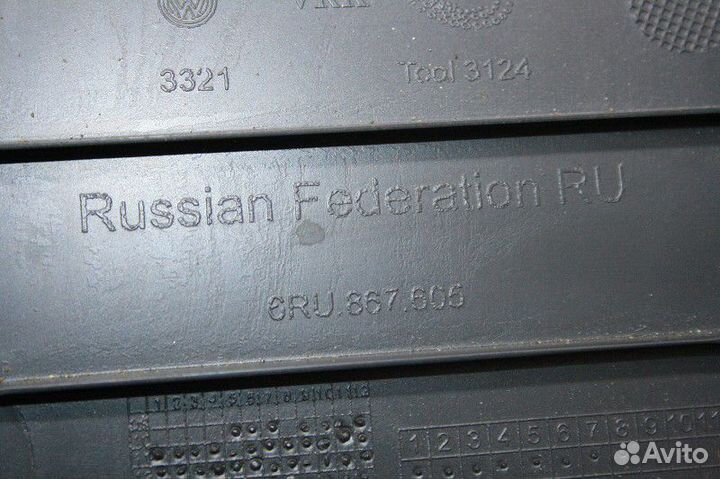 3321
Tool 3124
Russian Federation RU
6RU.867.605
1 2 3 4 5 6 7 8 9 10 11
Avito